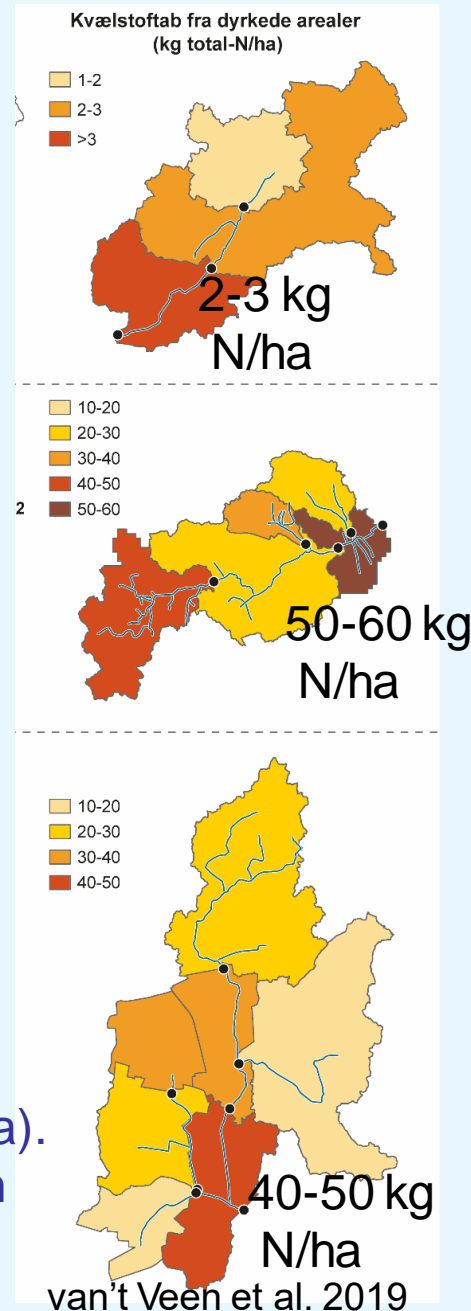 Kvælstoftab fra dyrkede arealer
(kg total-N/ha)
1-2
2-3
>3
2-3 kg
N/ha
10-20
20-30
30-40
40-50
2 50-60
50-60 kg
N/ha
10-20
20-30
30-40
40-50
a).
40-50 kg
N/ha
van't Veen et al. 2019